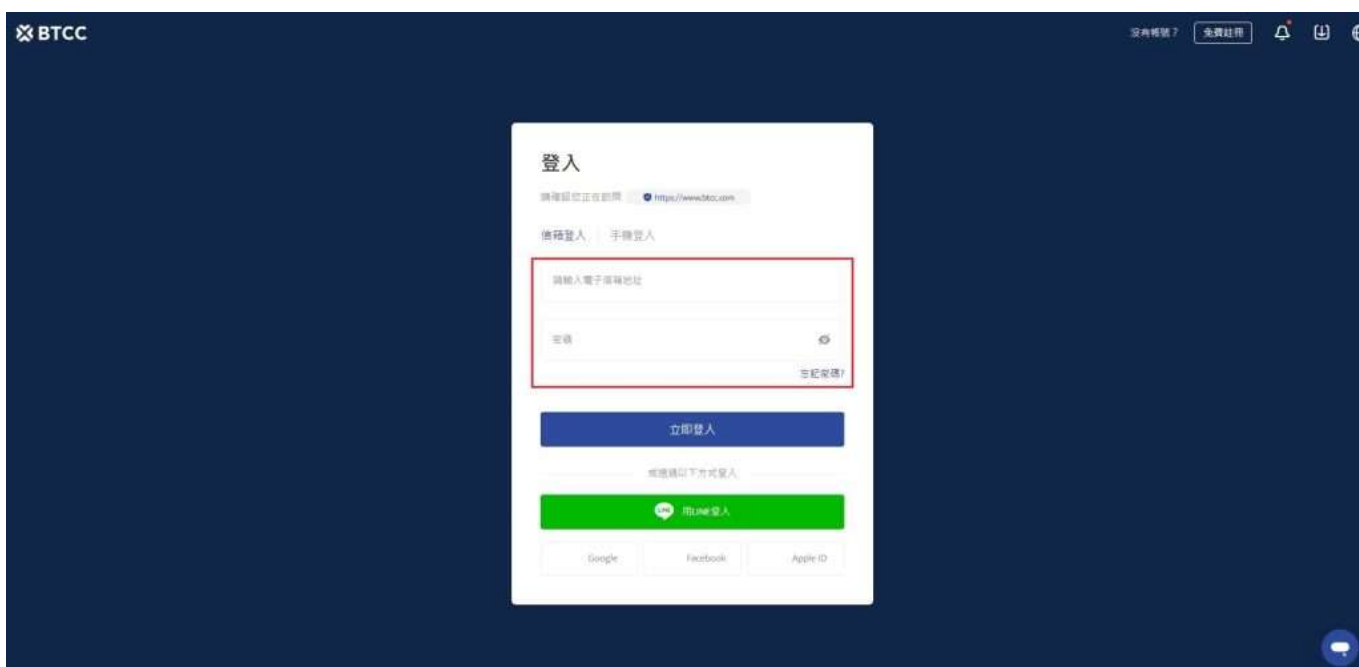 BTCC
沒有帳號？ 免費註冊
登入
請確認您正在訪問 https://www.btcc.com
信箱登入 手機登入
請輸入電子信箱地址
密碼
忘記密碼?
立即登入
或透過以下方式登入
LINE 用LINE登入
Google Facebook Apple ID